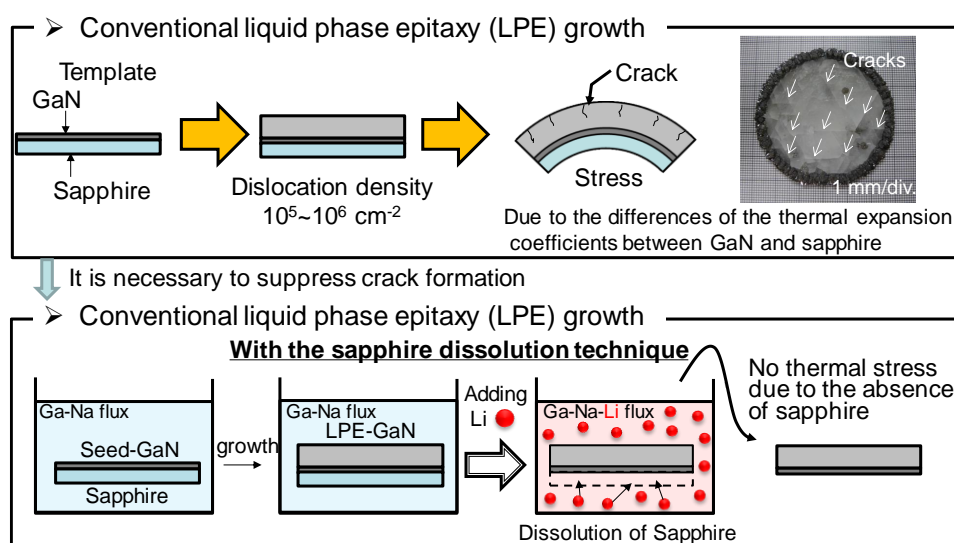 ➢ Conventional liquid phase epitaxy (LPE) growth
Template
GaN
Sapphire
Dislocation density
10⁵~10⁶ cm⁻²
Crack
Stress
Cracks
1 mm/div.
Due to the differences of the thermal expansion
coefficients between GaN and sapphire
It is necessary to suppress crack formation
➢ Conventional liquid phase epitaxy (LPE) growth
With the sapphire dissolution technique
Ga-Na flux
Seed-GaN
Sapphire
growth
Ga-Na flux
LPE-GaN
Adding
Li
Ga-Na-Li flux
Dissolution of Sapphire
No thermal stress
due to the absence
of sapphire